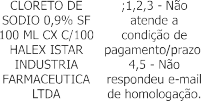 CLORETO DE
SODIO 0,9% SF
100 ML CX C/100
HALEX ISTAR
INDUSTRIA
FARMACEUTICA
LTDA
;1,2,3 - Não
atende a
condição de
pagamento/prazo
4,5 - Não
respondeu e-mail
de homologação.